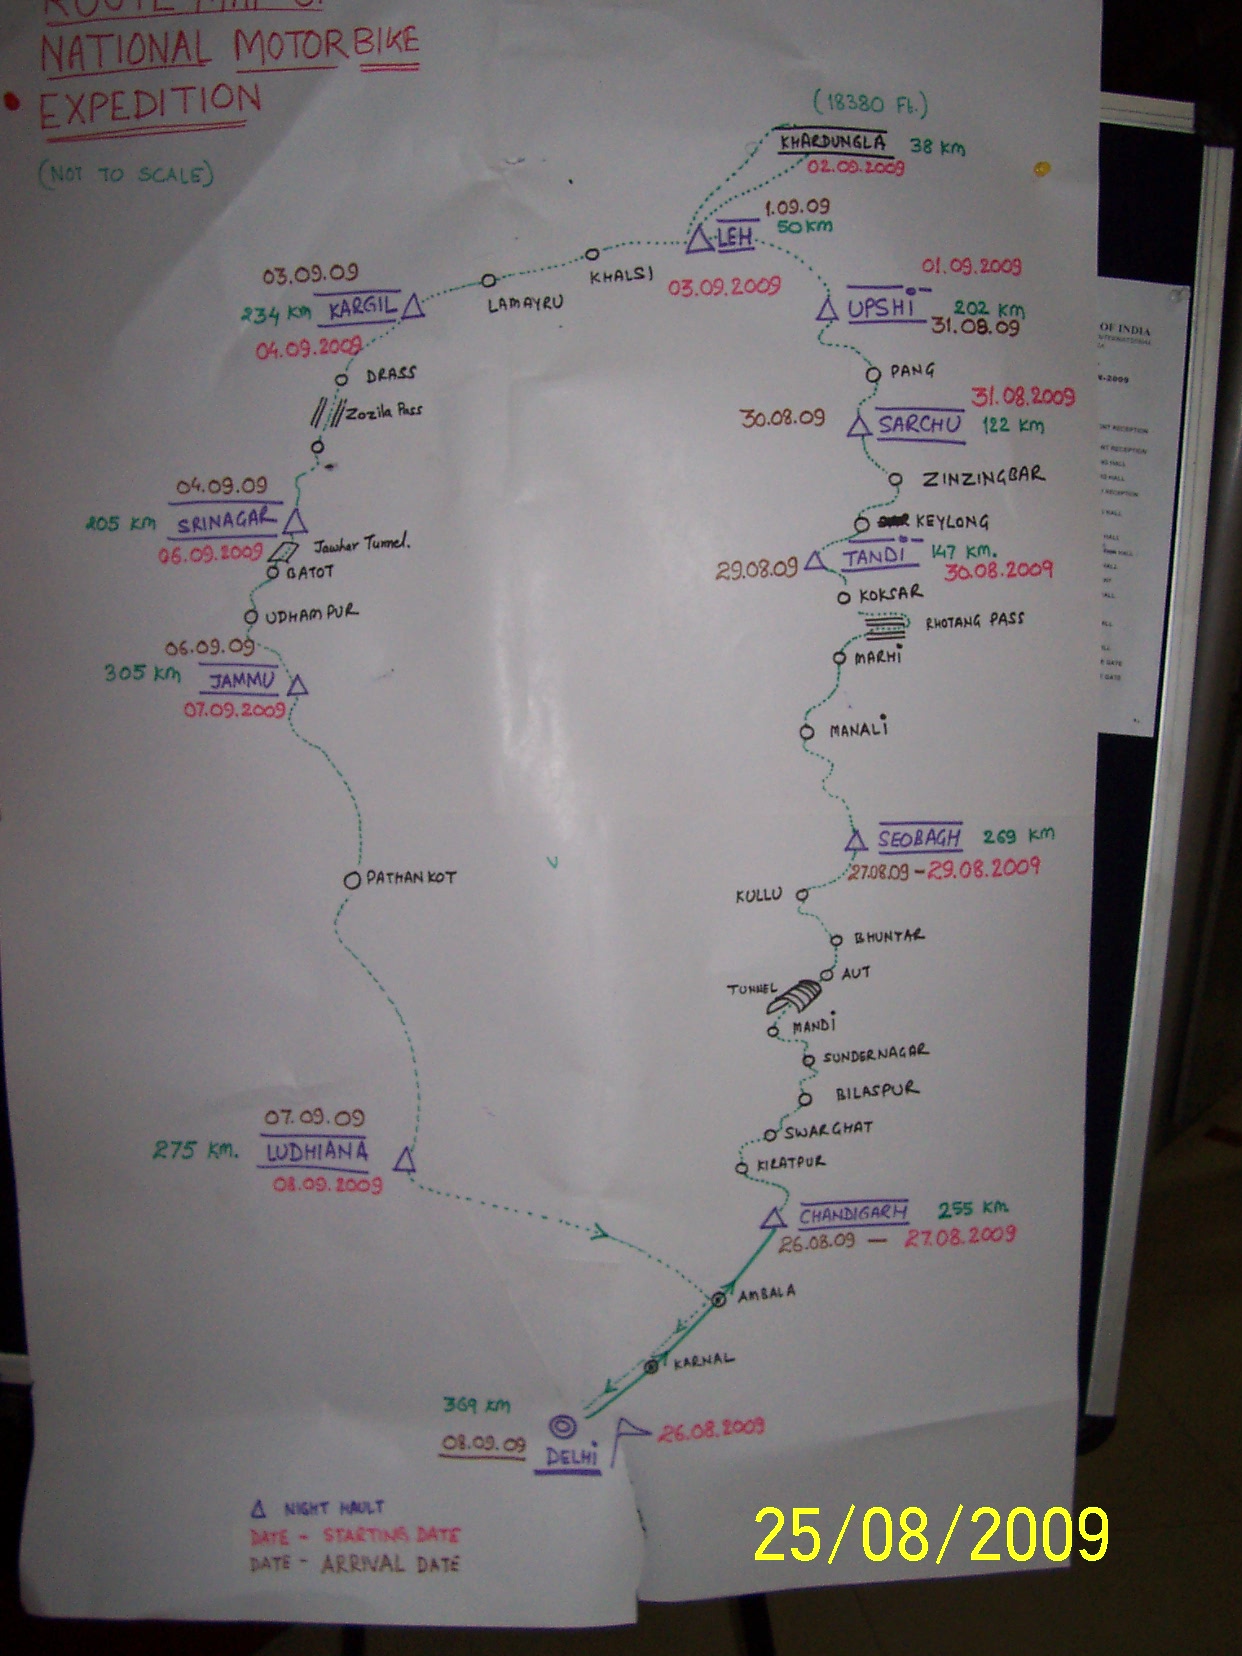 ROUTE MAP OF
NATIONAL MOTORBIKE
EXPEDITION
(NOT TO SCALE)
(18380 Ft.)
KHARDUNGLA 38 KM
02.09.2009
1.09.09
LEH 50 KM
03.09.2009
KHALSI
LAMAYRU
03.09.09
234 KM KARGIL
04.09.2009
DRASS
Zozila Pass
04.09.09
205 KM SRINAGAR
06.09.2009
Jawhar Tunnel.
BATOT
UDHAMPUR
06.09.09
305 KM JAMMU
07.09.2009
PATHANKOT
07.09.09
275 KM. LUDHIANA
08.09.2009
01.09.2009
UPSHI 202 KM
31.08.09
PANG
31.08.2009
30.08.09 SARCHU 122 KM
ZINZINGBAR
KEYLONG
29.08.09 TANDI 147 KM.
30.08.2009
KOKSAR
RHOTANG PASS
MARHI
MANALI
SEOBAGH 269 KM
27.08.09 - 29.08.2009
KULLU
BHUNTAR
AUT
TUNNEL
MANDI
SUNDERNAGAR
BILASPUR
SWARGHAT
KIRATPUR
CHANDIGARH 255 KM
26.08.09 - 27.08.2009
AMBALA
KARNAL
369 KM
08.09.09 DELHI 26.08.2009
NIGHT HAULT
DATE - STARTING DATE
DATE - ARRIVAL DATE
OF INDIA
25/08/2009